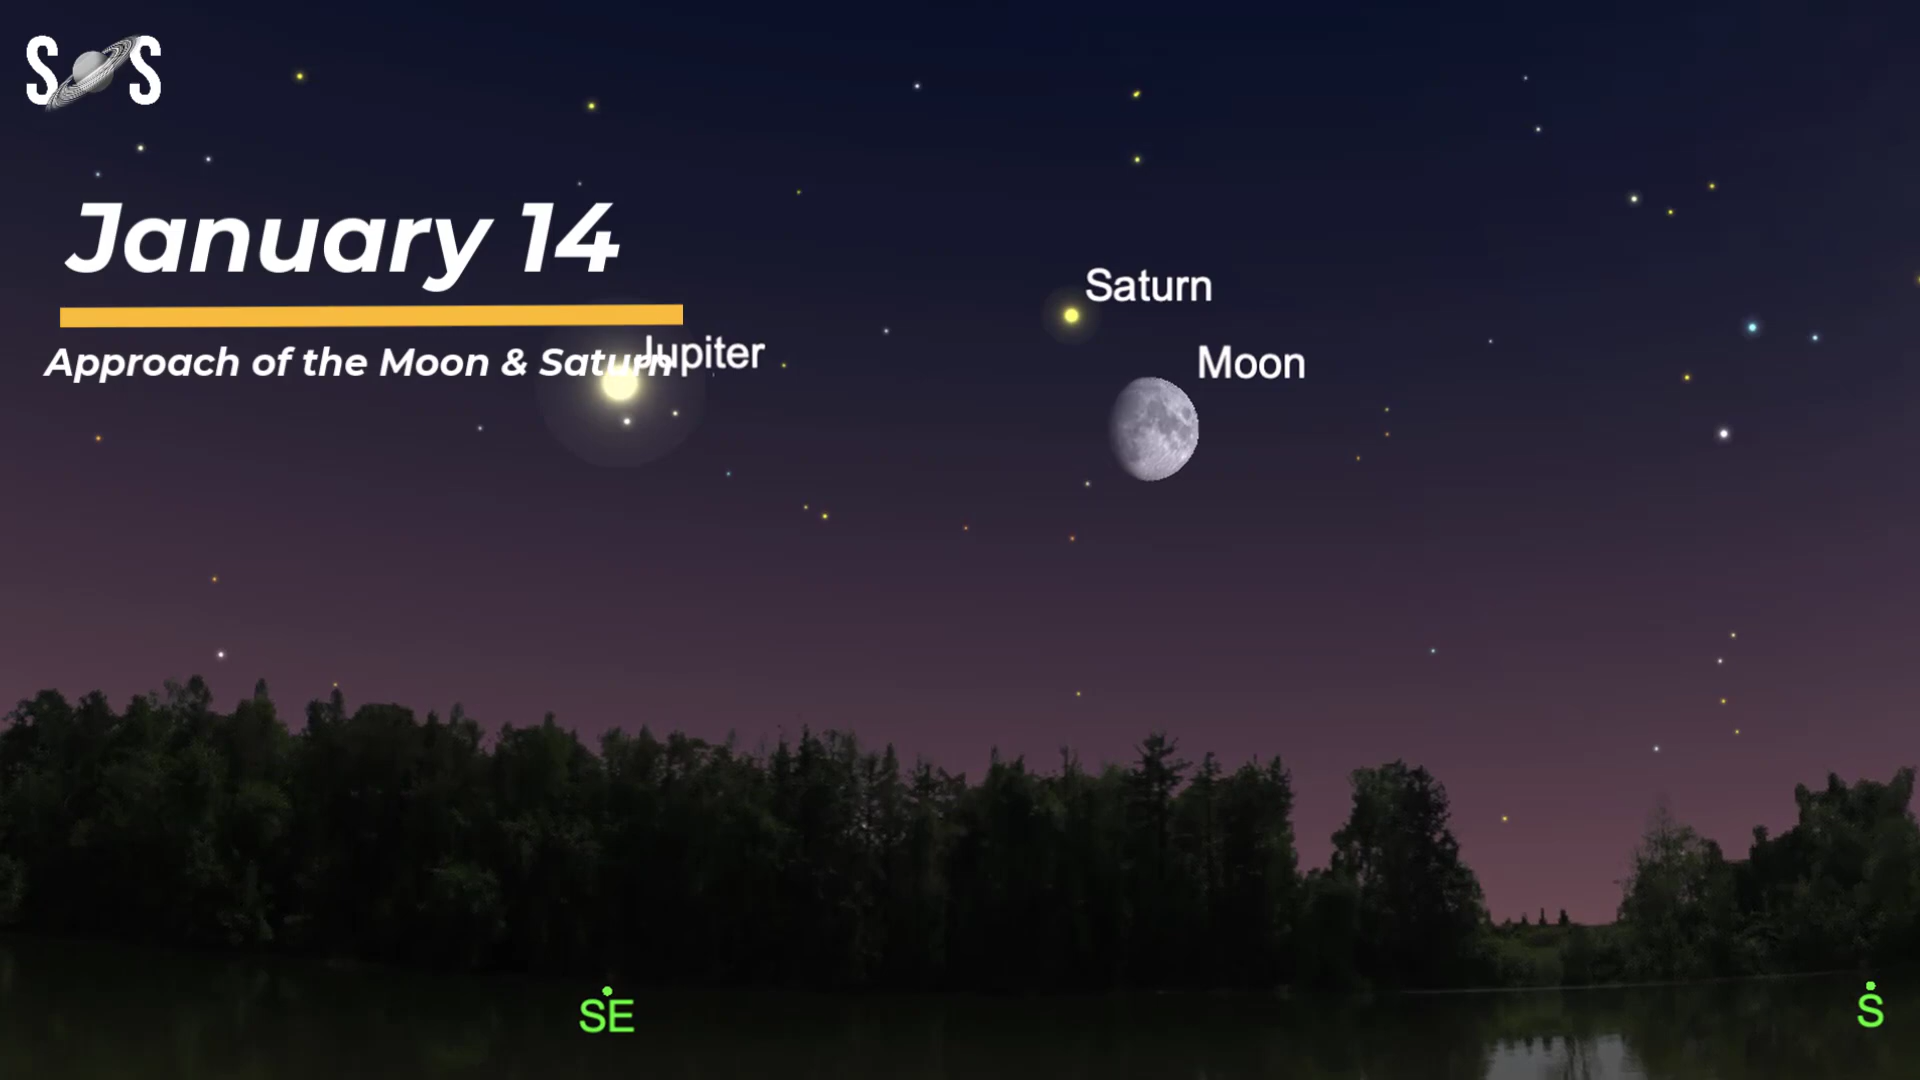 SOS
January 14
Approach of the Moon & Saturn
Jupiter
Saturn
Moon
SE
S